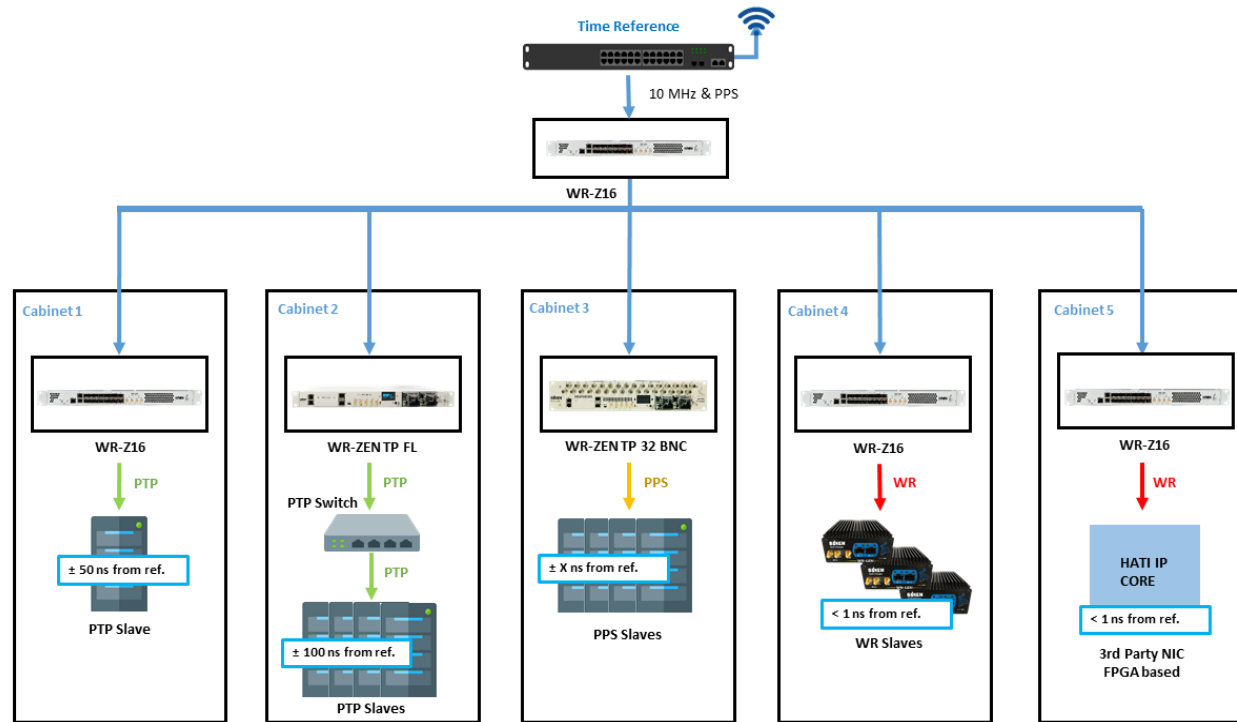 Time Reference
10 MHz & PPS
WR-Z16
Cabinet 1
WR-Z16
PTP
± 50 ns from ref.
PTP Slave
Cabinet 2
WR-ZEN TP FL
PTP
PTP Switch
PTP
± 100 ns from ref.
PTP Slaves
Cabinet 3
WR-ZEN TP 32 BNC
PPS
± X ns from ref.
PPS Slaves
Cabinet 4
WR-Z16
WR
< 1 ns from ref.
WR Slaves
Cabinet 5
WR-Z16
WR
HATI IP
CORE
< 1 ns from ref.
3rd Party NIC
FPGA based